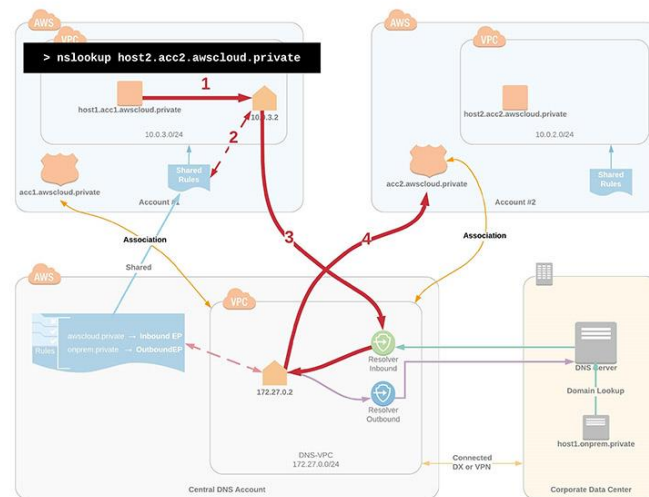 AWS
VPC
> nslookup host2.acc2.awscloud.private
1
host1.acc1.awscloud.private
10.0.3.2
2
10.0.3.0/24
Shared
Rules
acc1.awscloud.private
Account #1
AWS
VPC
host2.acc2.awscloud.private
10.0.2.0/24
acc2.awscloud.private
Shared
Rules
Account #2
3
4
Association
Association
Shared
AWS
VPC
Rules
awscloud.private → Inbound EP
onprem.private → OutboundEP
172.27.0.2
Resolver
Inbound
Resolver
Outbound
DNS-VPC
172.27.0.0/24
Central DNS Account
Connected
DX or VPN
DNS Server
Domain Lookup
host1.onprem.private
Corporate Data Center